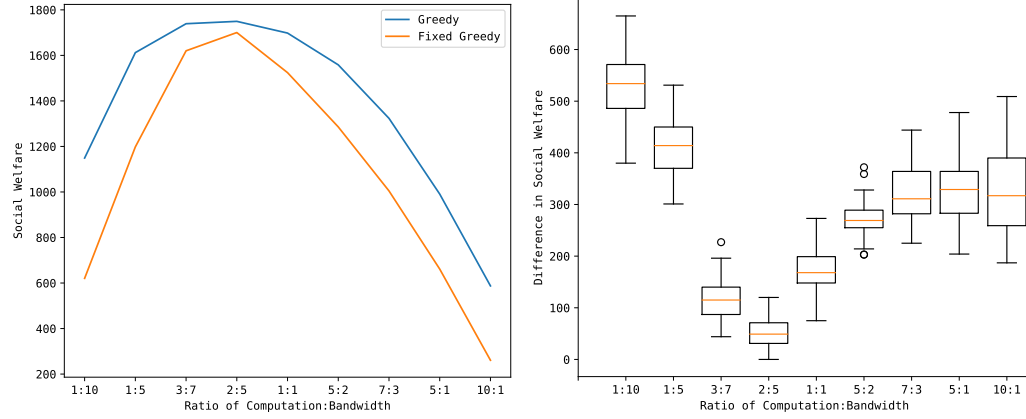 1800
1600
1400
1200
1000
800
600
400
200
Social Welfare
Greedy
Fixed Greedy
1:10 1:5 3:7 2:5 1:1 5:2 7:3 5:1 10:1
Ratio of Computation:Bandwidth
600
500
400
300
200
100
0
Difference in Social Welfare
1:10 1:5 3:7 2:5 1:1 5:2 7:3 5:1 10:1
Ratio of Computation:Bandwidth